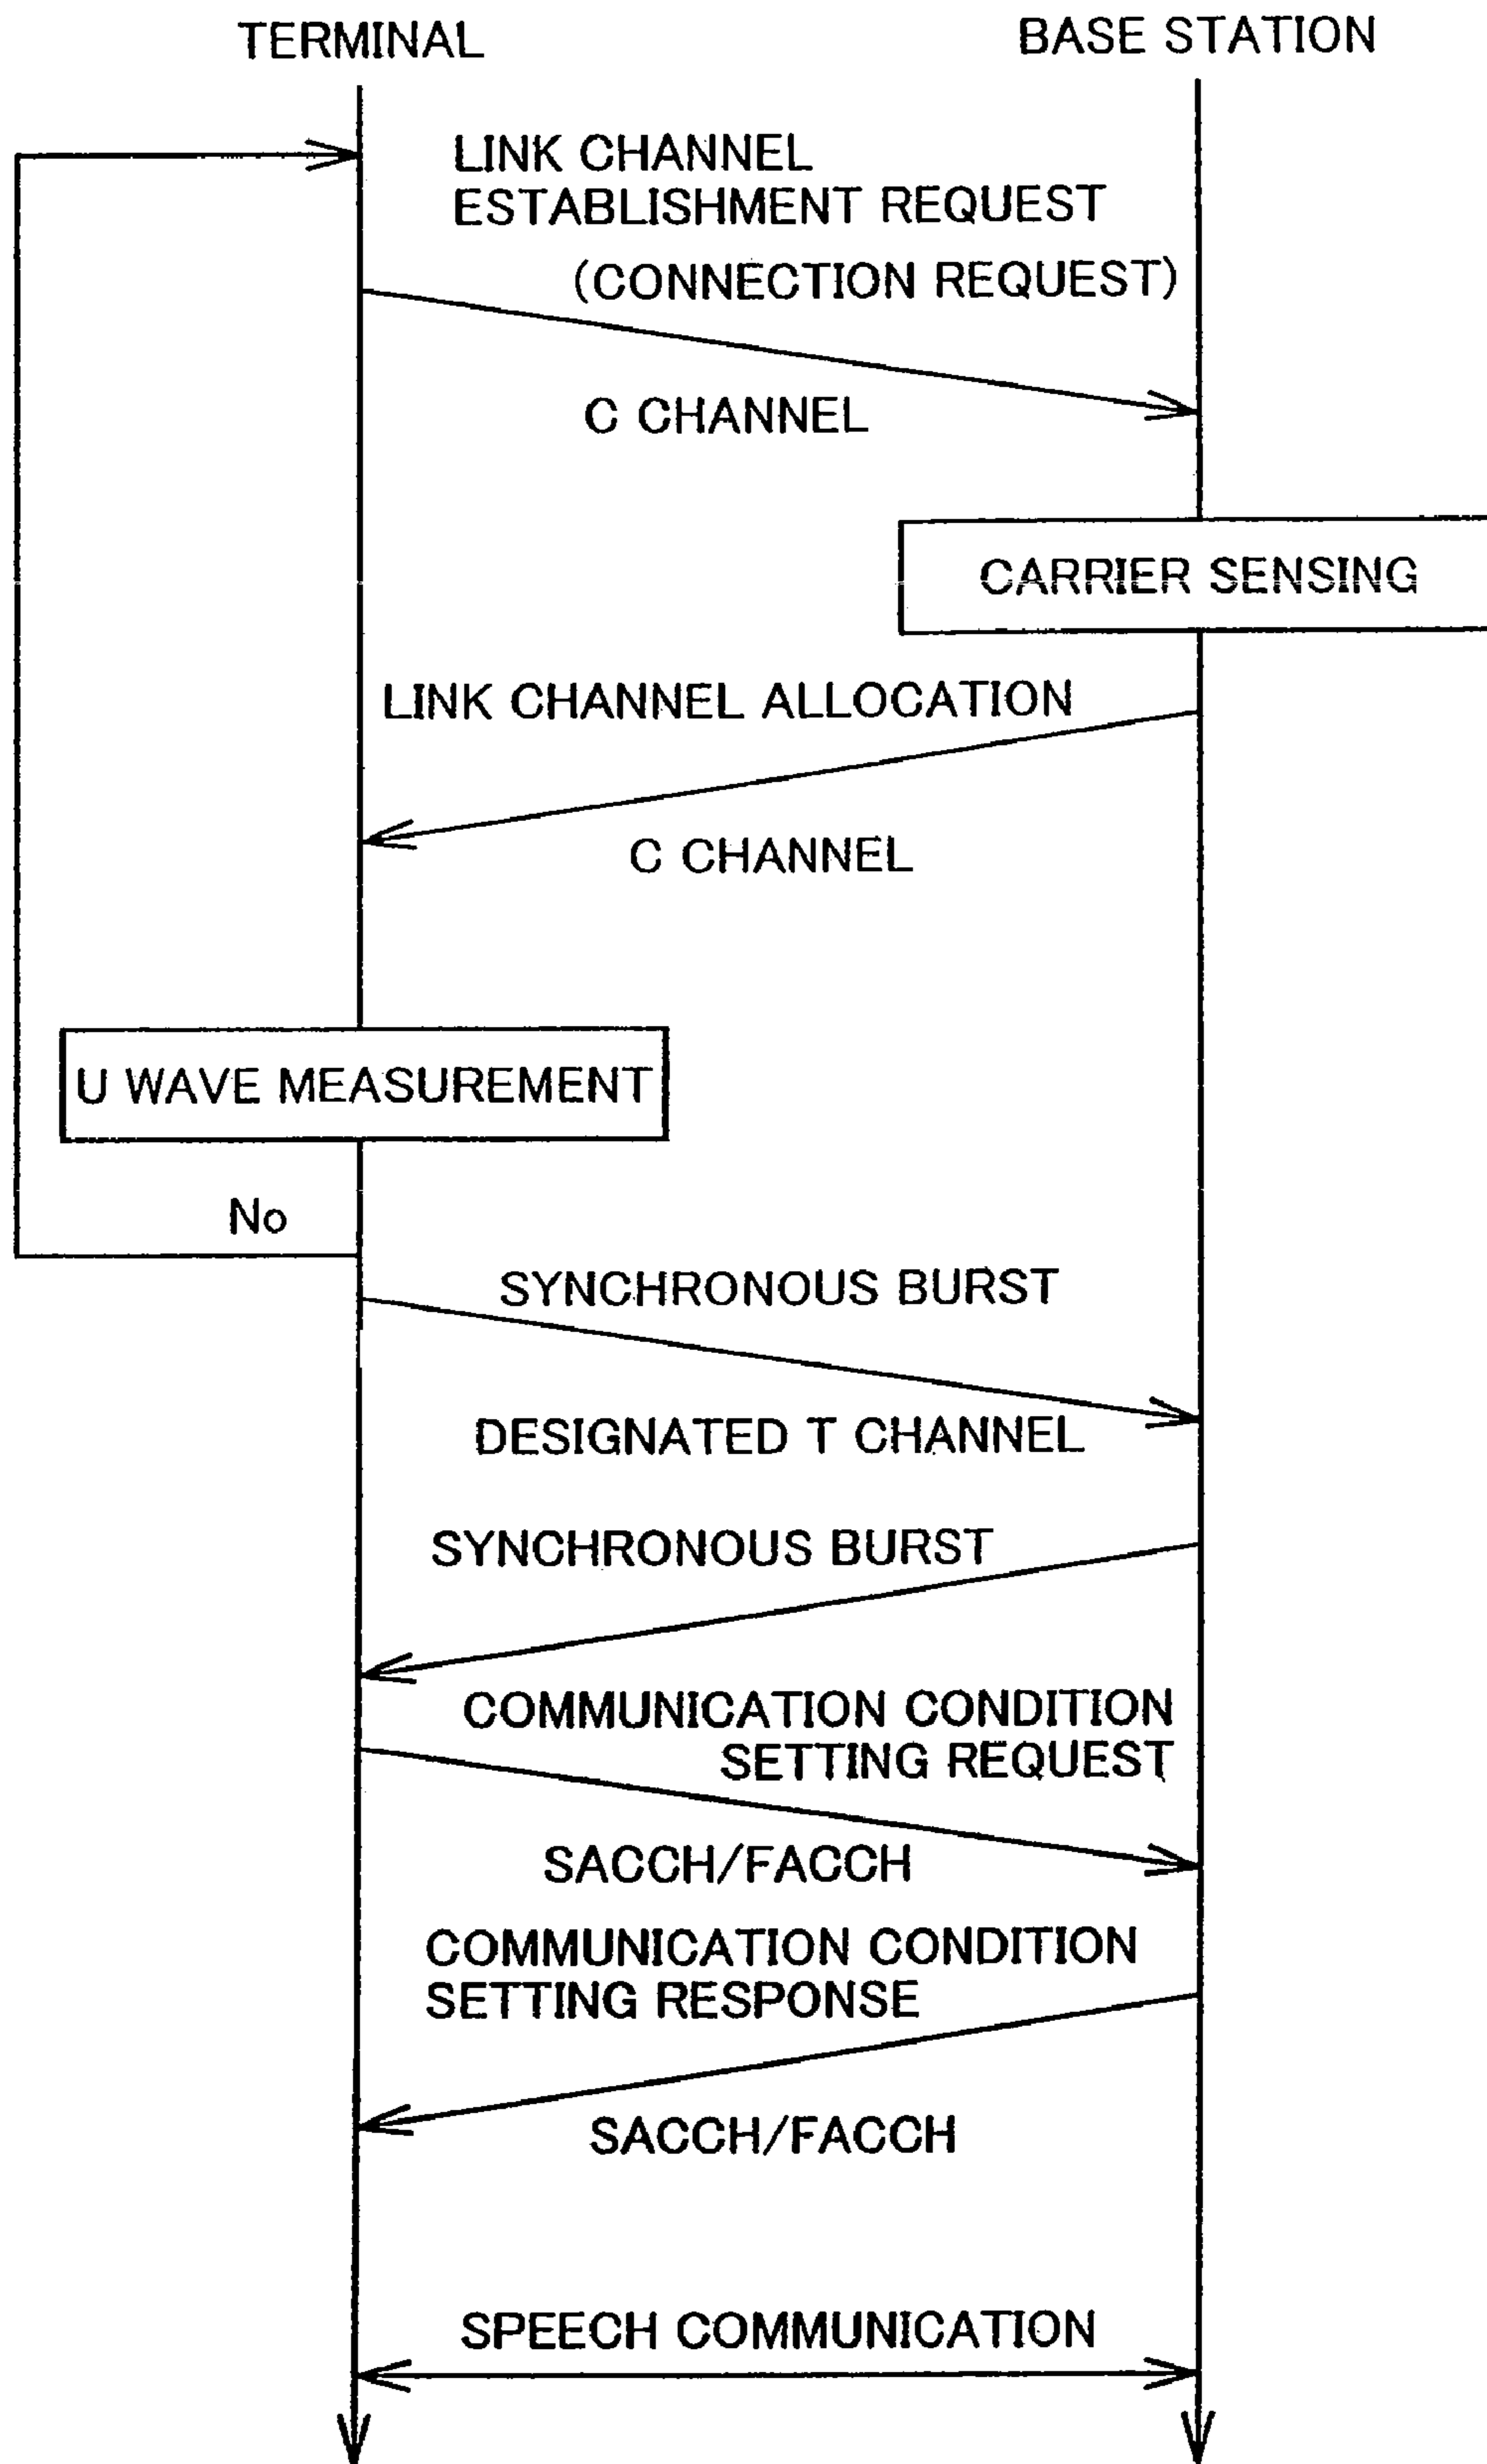 TERMINAL
BASE STATION
LINK CHANNEL
ESTABLISHMENT REQUEST
(CONNECTION REQUEST)
C CHANNEL
CARRIER SENSING
LINK CHANNEL ALLOCATION
C CHANNEL
U WAVE MEASUREMENT
No
SYNCHRONOUS BURST
DESIGNATED T CHANNEL
SYNCHRONOUS BURST
COMMUNICATION CONDITION
SETTING REQUEST
SACCH/FACCH
COMMUNICATION CONDITION
SETTING RESPONSE
SACCH/FACCH
SPEECH COMMUNICATION